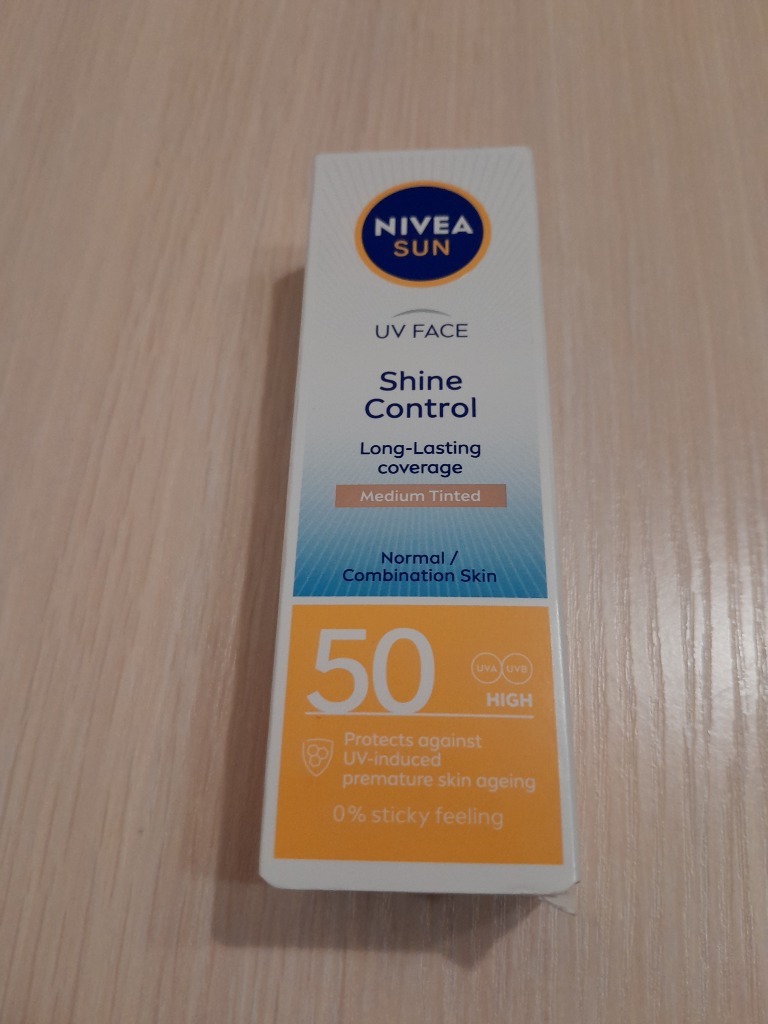 NIVEA
SUN
UV FACE
Shine
Control
Long-Lasting
coverage
Medium Tinted
Normal /
Combination Skin
50
UVA UVB
HIGH
Protects against
UV-induced
premature skin ageing
0% sticky feeling